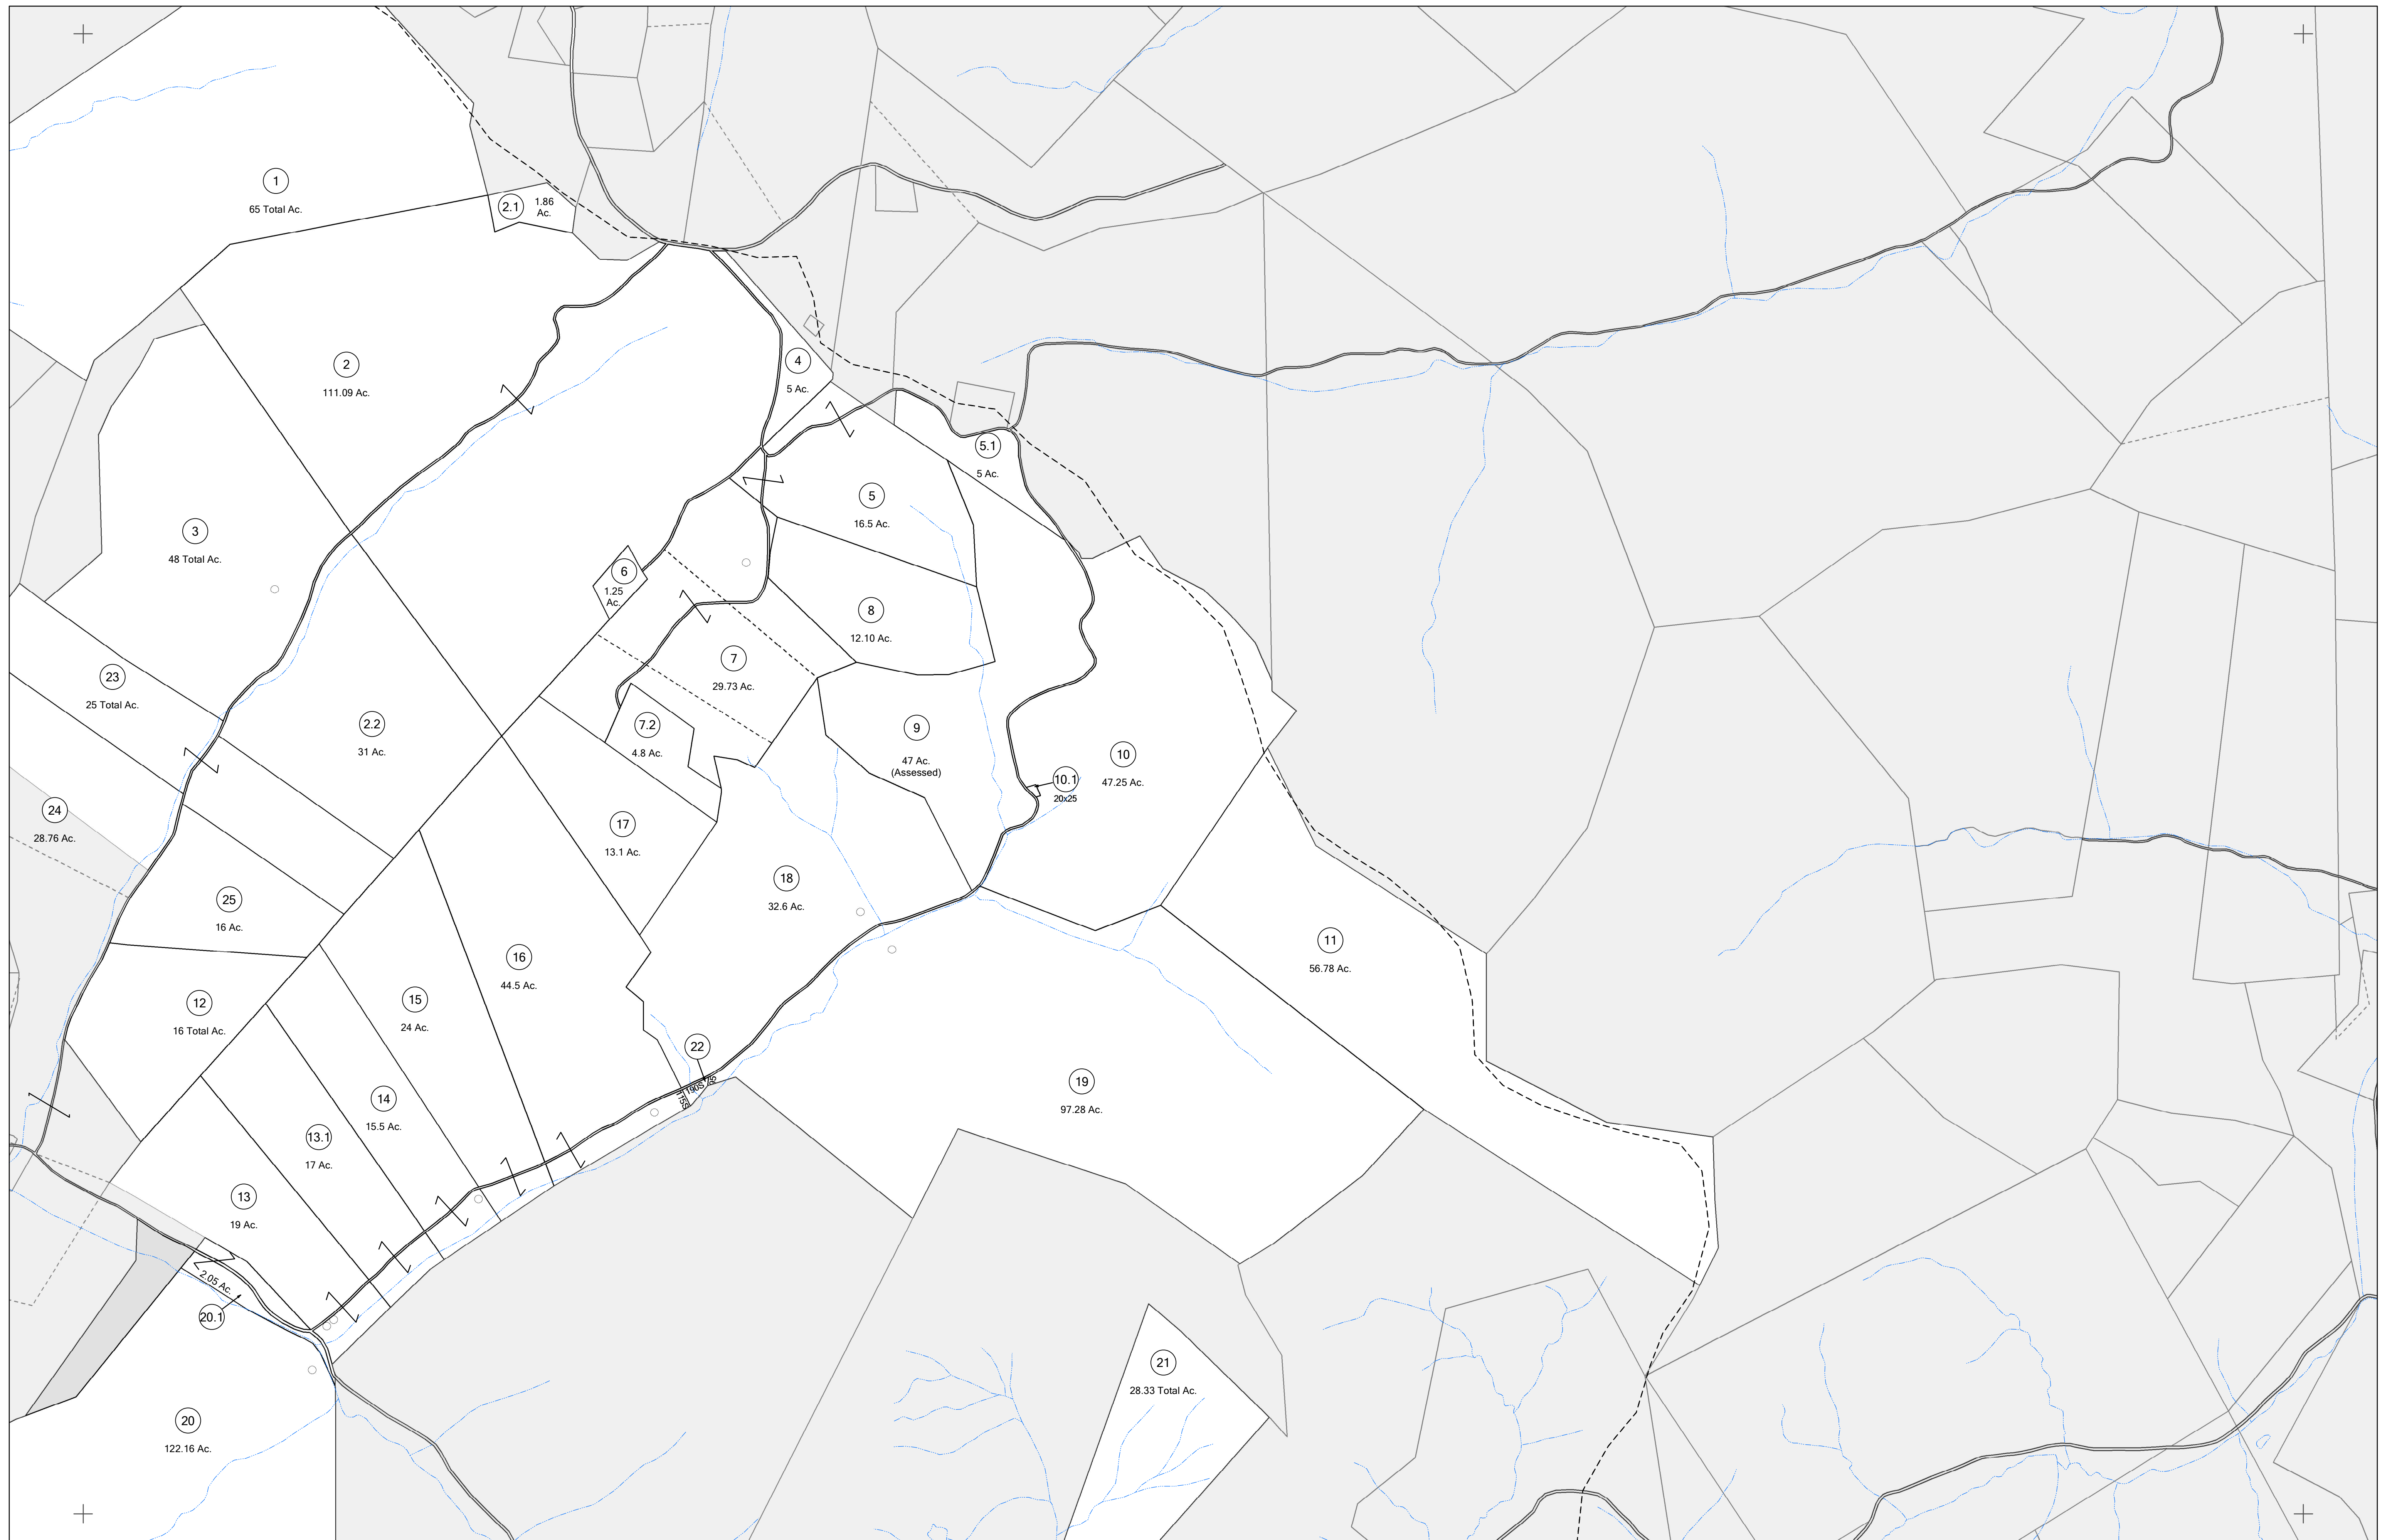 1
65 Total Ac.
2.1
1.86
Ac.
2
111.09 Ac.
4
5 Ac.
5.1
5 Ac.
5
16.5 Ac.
3
48 Total Ac.
6
1.25
Ac.
8
12.10 Ac.
7
29.73 Ac.
23
25 Total Ac.
2.2
31 Ac.
7.2
4.8 Ac.
9
47 Ac.
(Assessed)
10
47.25 Ac.
10.1
20x25
24
28.76 Ac.
17
13.1 Ac.
18
32.6 Ac.
25
16 Ac.
11
56.78 Ac.
16
44.5 Ac.
15
24 Ac.
12
16 Total Ac.
22
190S
75
115S
19
97.28 Ac.
14
15.5 Ac.
13.1
17 Ac.
13
19 Ac.
2.05 Ac.
20.1
21
28.33 Total Ac.
20
122.16 Ac.